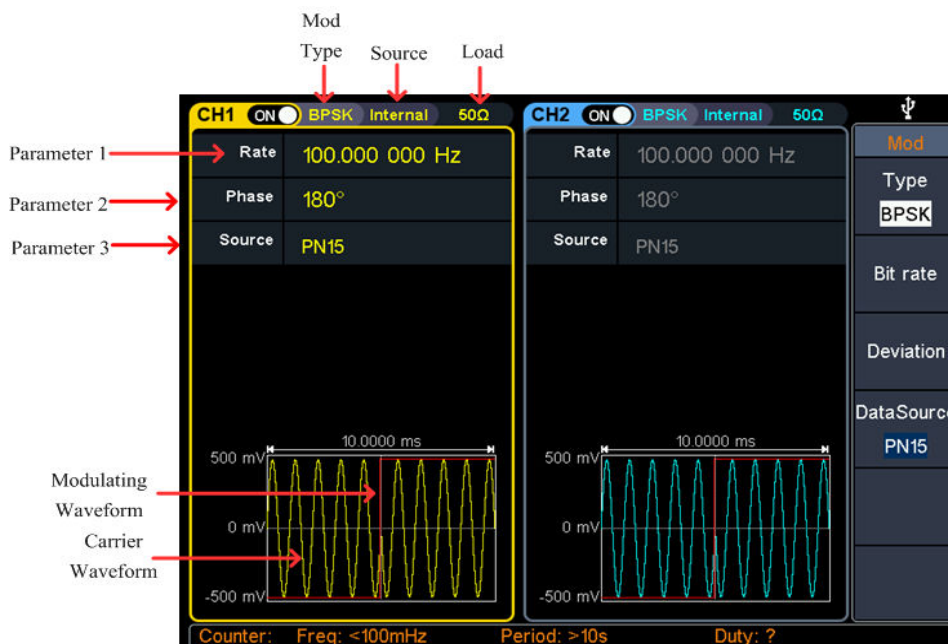 Mod
Type
Source
Load
CH1 ON BPSK Internal 50Ω
CH2 ON BPSK Internal 50Ω
Mod
Parameter 1
Rate 100.000 000 Hz
Rate 100.000 000 Hz
Type
BPSK
Parameter 2
Phase 180°
Phase 180°
Parameter 3
Source PN15
Source PN15
Bit rate
Deviation
DataSource
PN15
10.0000 ms
500 mV
0 mV
-500 mV
10.0000 ms
500 mV
0 mV
-500 mV
Modulating
Waveform
Carrier
Waveform
Counter: Freq: <100mHz Period: >10s Duty: ?